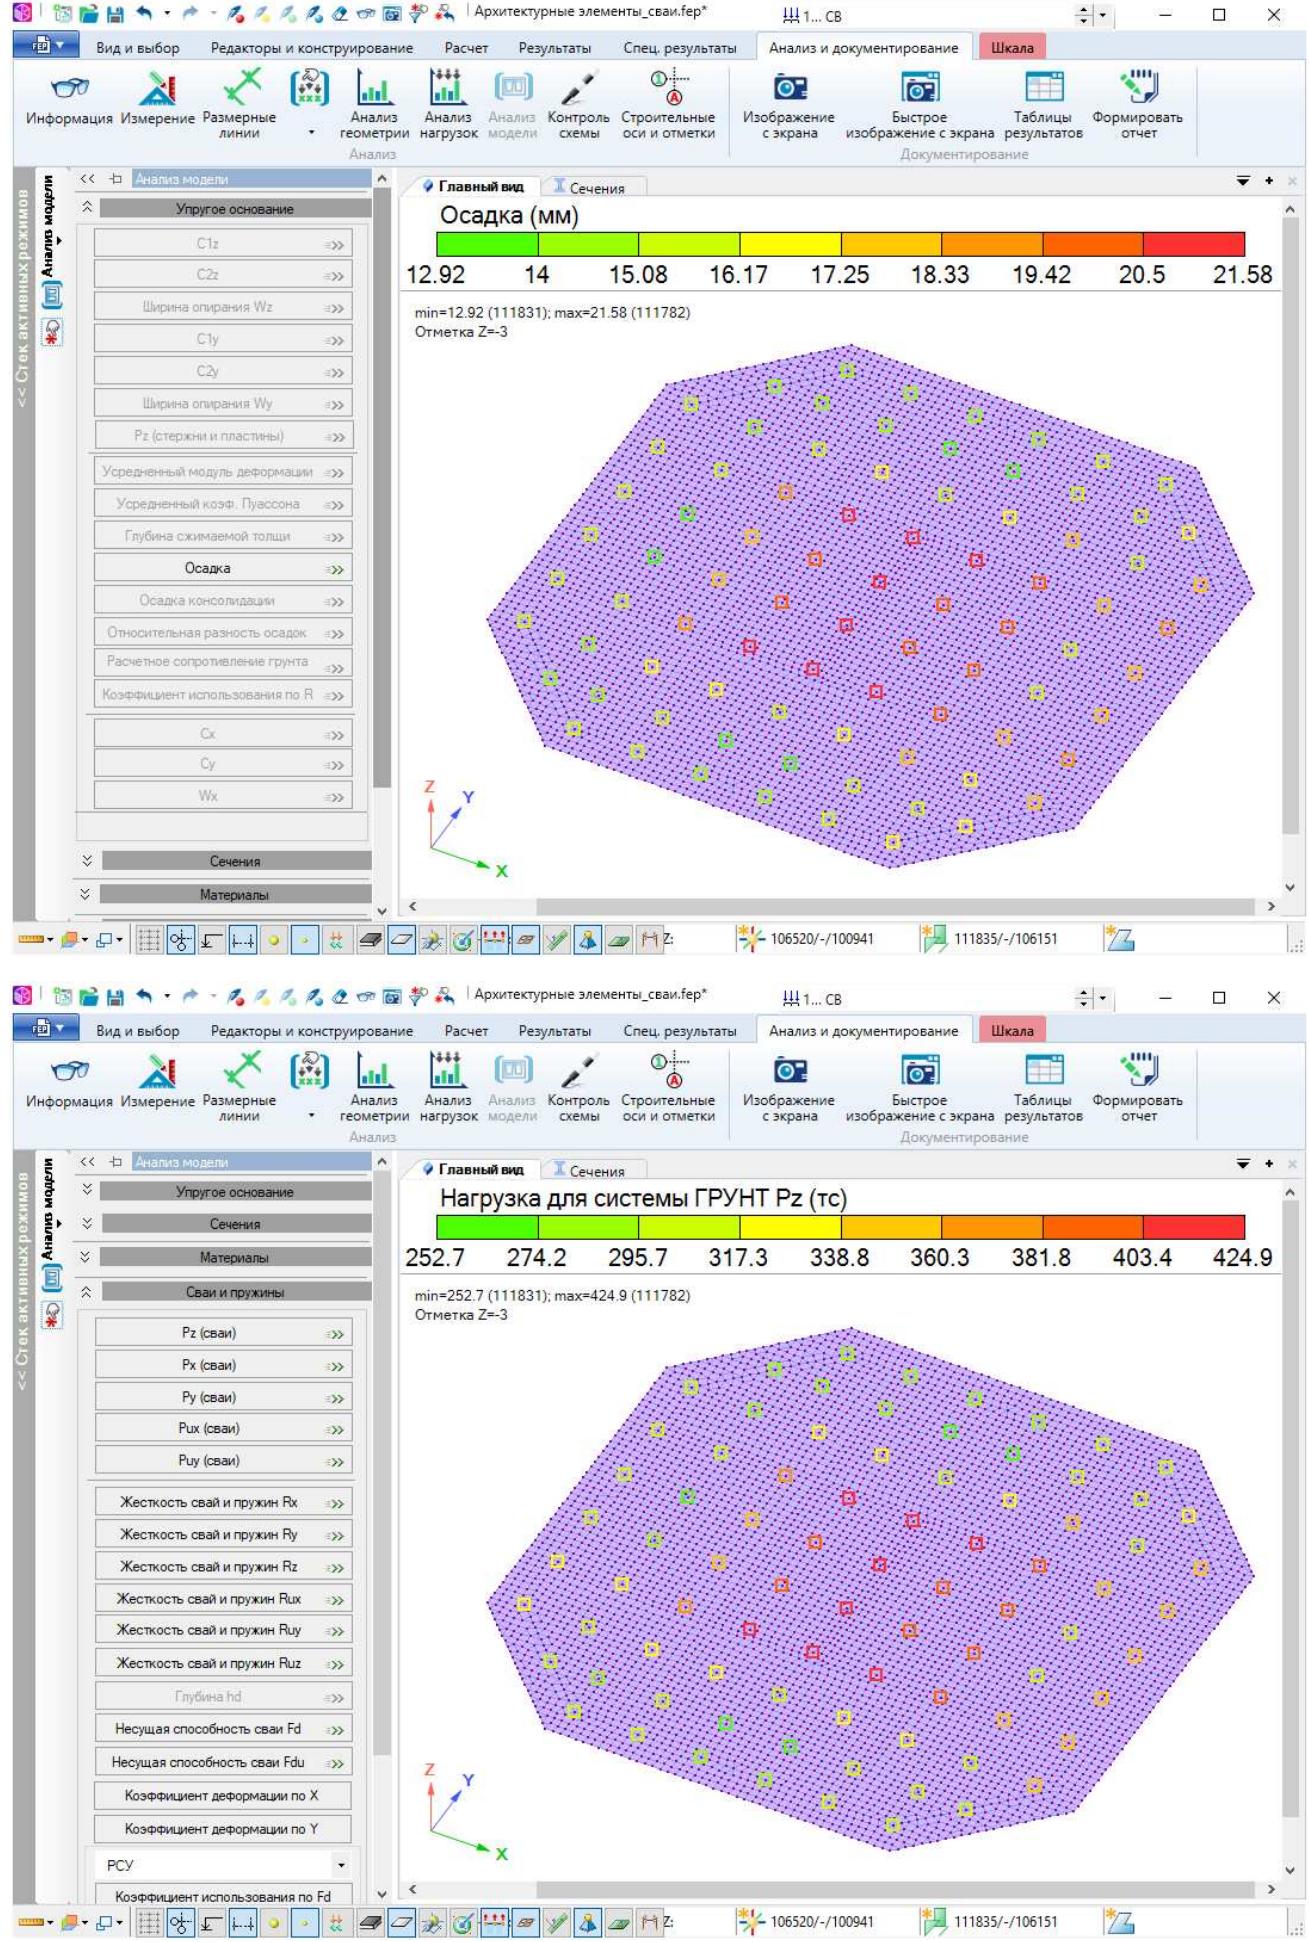 Архитектурные элементы_сваи.fep*
1... СВ
FEP
Вид и выбор
Редакторы и конструирование
Расчет
Результаты
Спец. результаты
Анализ и документирование
Шкала
Информация
Измерение
Размерные линии
Анализ геометрии
Анализ нагрузок
Анализ модели
Контроль схемы
Строительные оси и отметки
Изображение с экрана
Быстрое изображение с экрана
Таблицы результатов
Формировать отчет
Анализ
Документирование
<< Стек активных режимов
Анализ модели
<< Анализ модели
Упругое основание
C1z
C2z
Ширина опирания Wz
C1y
C2y
Ширина опирания Wy
Pz (стержни и пластины)
Усредненный модуль деформации
Усредненный коэф. Пуассона
Глубина сжимаемой толщи
Осадка
Осадка консолидации
Относительная разность осадок
Расчетное сопротивление грунта
Коэффициент использования по R
Cx
Cy
Wx
Сечения
Материалы
Главный вид
Сечения
Осадка (мм)
12.92 14 15.08 16.17 17.25 18.33 19.42 20.5 21.58
min=12.92 (111831); max=21.58 (111782)
Отметка Z=-3
Z
Y
X
Z:
106520/-/100941
111835/-/106151
Архитектурные элементы_сваи.fep*
1... СВ
FEP
Вид и выбор
Редакторы и конструирование
Расчет
Результаты
Спец. результаты
Анализ и документирование
Шкала
Информация
Измерение
Размерные линии
Анализ геометрии
Анализ нагрузок
Анализ модели
Контроль схемы
Строительные оси и отметки
Изображение с экрана
Быстрое изображение с экрана
Таблицы результатов
Формировать отчет
Анализ
Документирование
<< Стек активных режимов
Анализ модели
<< Анализ модели
Упругое основание
Сечения
Материалы
Сваи и пружины
Pz (сваи)
Px (сваи)
Py (сваи)
Pux (сваи)
Puy (сваи)
Жесткость свай и пружин Rx
Жесткость свай и пружин Ry
Жесткость свай и пружин Rz
Жесткость свай и пружин Rux
Жесткость свай и пружин Ruy
Жесткость свай и пружин Ruz
Глубина hd
Несущая способность сваи Fd
Несущая способность сваи Fdu
Коэффициент деформации по X
Коэффициент деформации по Y
РСУ
Коэффициент использования по Fd
Главный вид
Сечения
Нагрузка для системы ГРУНТ Pz (тс)
252.7 274.2 295.7 317.3 338.8 360.3 381.8 403.4 424.9
min=252.7 (111831); max=424.9 (111782)
Отметка Z=-3
Z
Y
X
Z:
106520/-/100941
111835/-/106151